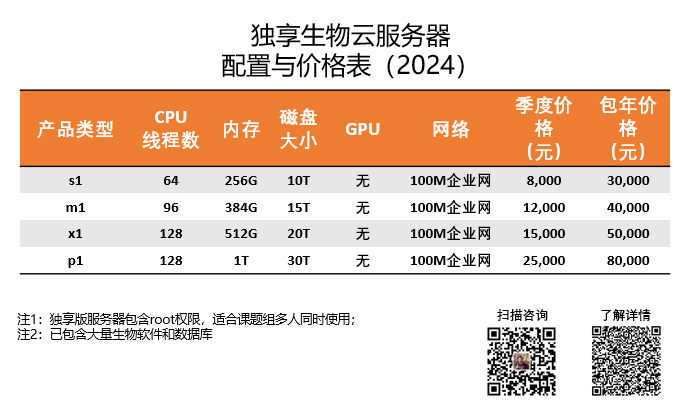 独享生物云服务器
配置与价格表（2024）
产品类型 CPU线程数 内存 磁盘大小 GPU 网络 季度价格（元） 包年价格（元）
s1 64 256G 10T 无 100M企业网 8,000 30,000
m1 96 384G 15T 无 100M企业网 12,000 40,000
x1 128 512G 20T 无 100M企业网 15,000 50,000
p1 128 1T 30T 无 100M企业网 25,000 80,000
注1：独享版服务器包含root权限，适合课题组多人同时使用；
注2：已包含大量生物软件和数据库
扫描咨询
了解详情